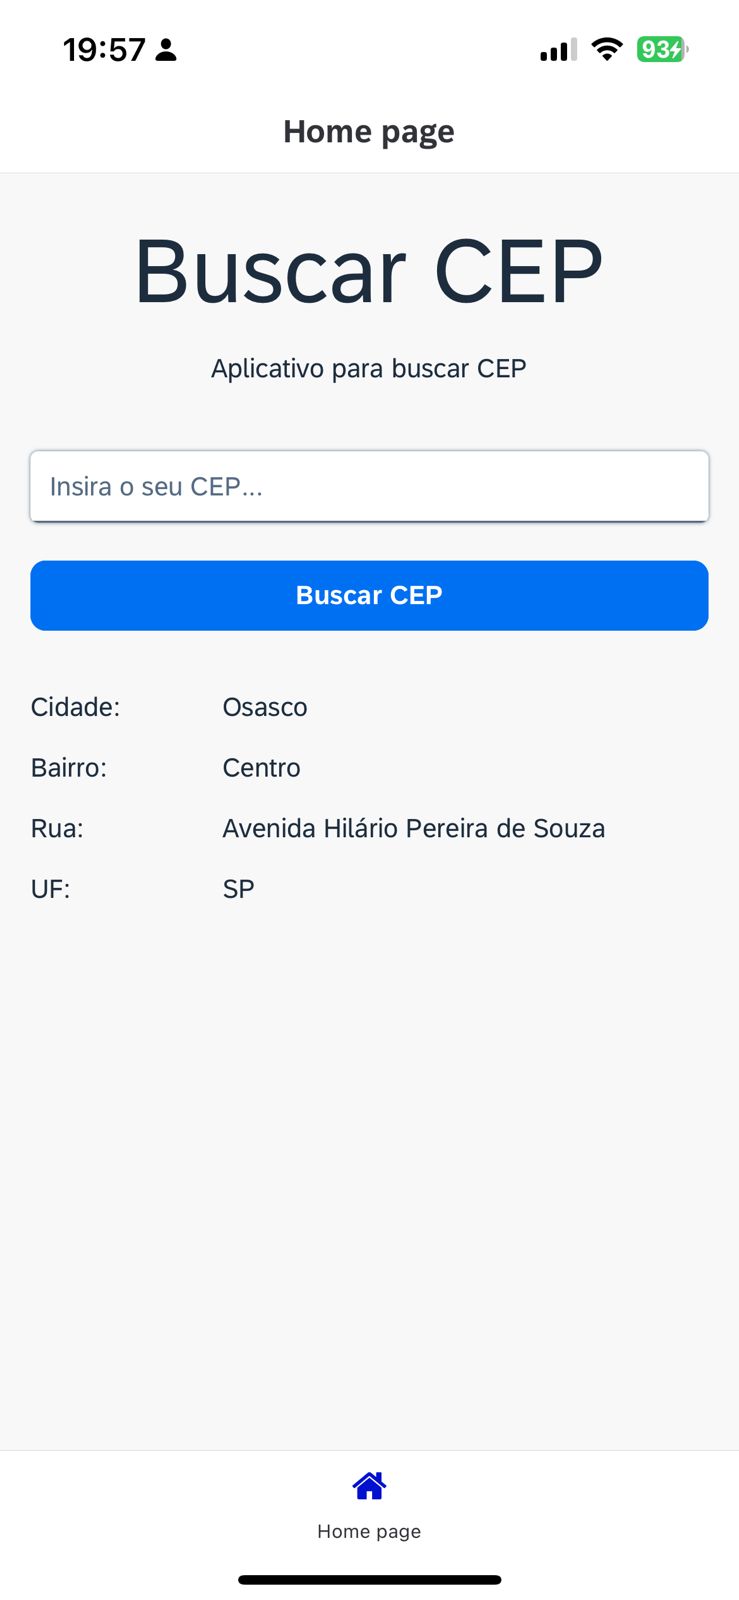 19:57
93
Home page
Buscar CEP
Aplicativo para buscar CEP
Insira o seu CEP...
Buscar CEP
Cidade: Osasco
Bairro: Centro
Rua: Avenida Hilário Pereira de Souza
UF: SP
Home page